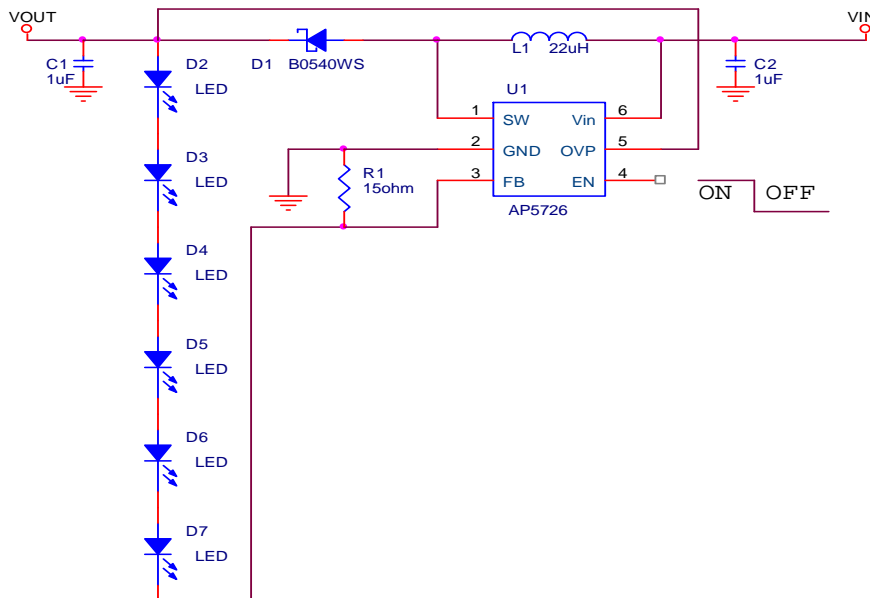 VOUT
VIN
C1
1uF
D2
LED
D1 B0540WS
L1 22uH
C2
1uF
U1
1 SW Vin 6
2 GND OVP 5
3 FB EN 4
AP5726
R1
15ohm
ON OFF
D3
LED
D4
LED
D5
LED
D6
LED
D7
LED